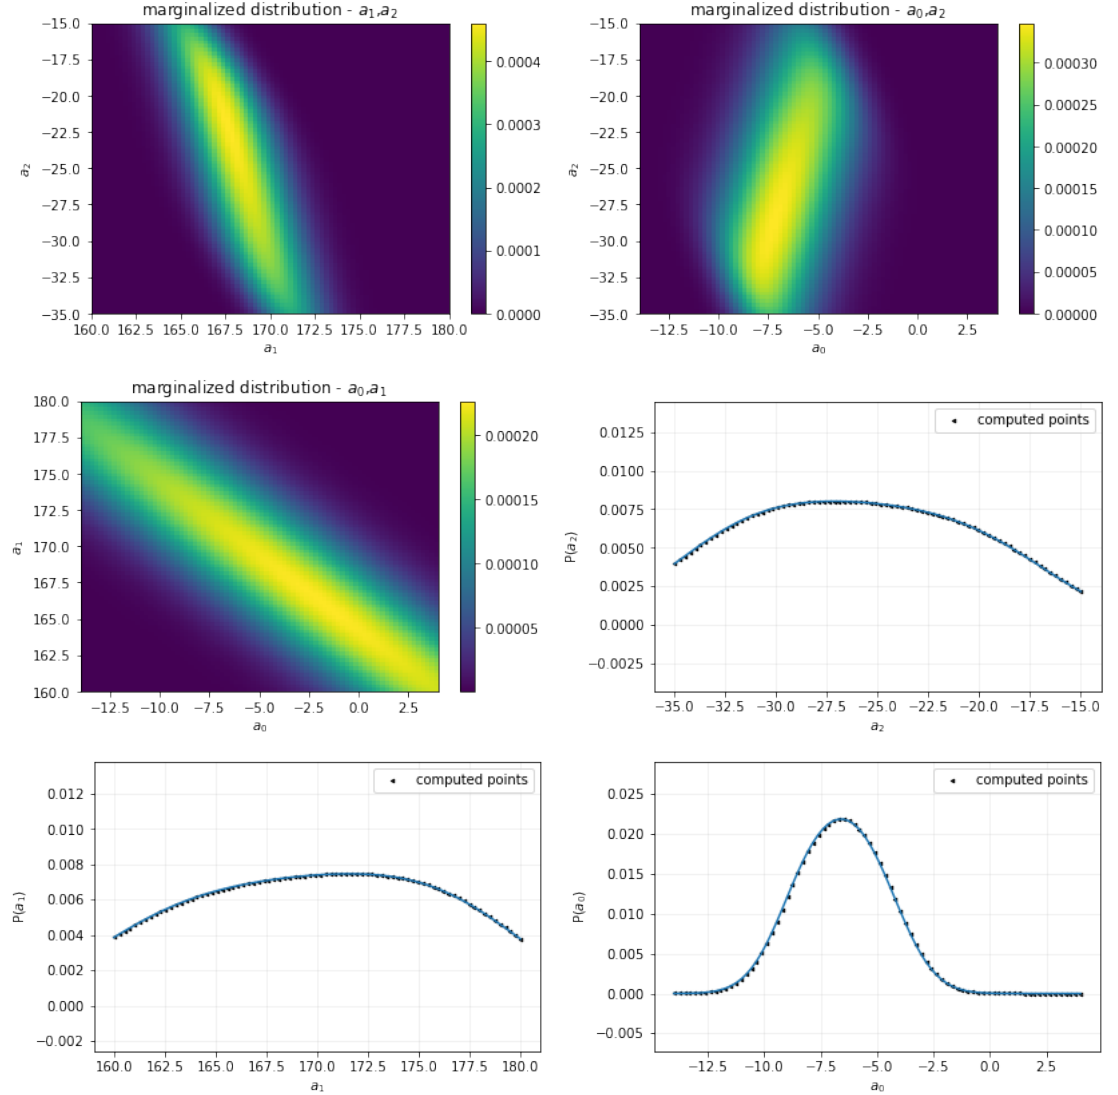 marginalized distribution - a₁,a₂
−15.0
−17.5
−20.0
−22.5
−25.0
−27.5
−30.0
−32.5
−35.0
a₂
160.0 162.5 165.0 167.5 170.0 172.5 175.0 177.5 180.0
a₁
0.0004
0.0003
0.0002
0.0001
0.0000
marginalized distribution - a₀,a₂
−15.0
−17.5
−20.0
−22.5
−25.0
−27.5
−30.0
−32.5
−35.0
a₂
−12.5 −10.0 −7.5 −5.0 −2.5 0.0 2.5
a₀
0.00030
0.00025
0.00020
0.00015
0.00010
0.00005
0.00000
marginalized distribution - a₀,a₁
180.0
177.5
175.0
172.5
170.0
167.5
165.0
162.5
160.0
a₁
−12.5 −10.0 −7.5 −5.0 −2.5 0.0 2.5
a₀
0.00020
0.00015
0.00010
0.00005
computed points
0.0125
0.0100
0.0075
0.0050
0.0025
0.0000
−0.0025
P(a₂)
−35.0 −32.5 −30.0 −27.5 −25.0 −22.5 −20.0 −17.5 −15.0
a₂
computed points
0.012
0.010
0.008
0.006
0.004
0.002
0.000
−0.002
P(a₁)
160.0 162.5 165.0 167.5 170.0 172.5 175.0 177.5 180.0
a₁
computed points
0.025
0.020
0.015
0.010
0.005
0.000
−0.005
P(a₀)
−12.5 −10.0 −7.5 −5.0 −2.5 0.0 2.5
a₀